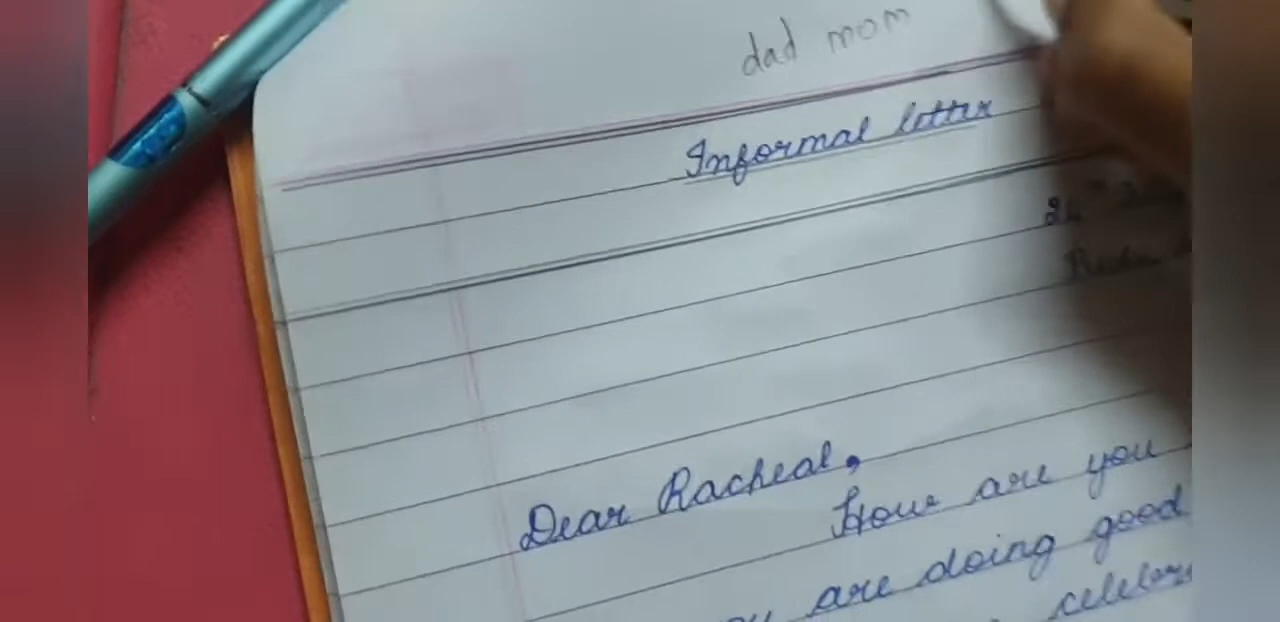 dad mom
Informal letter
Dear Racheal,
How are you
are doing good